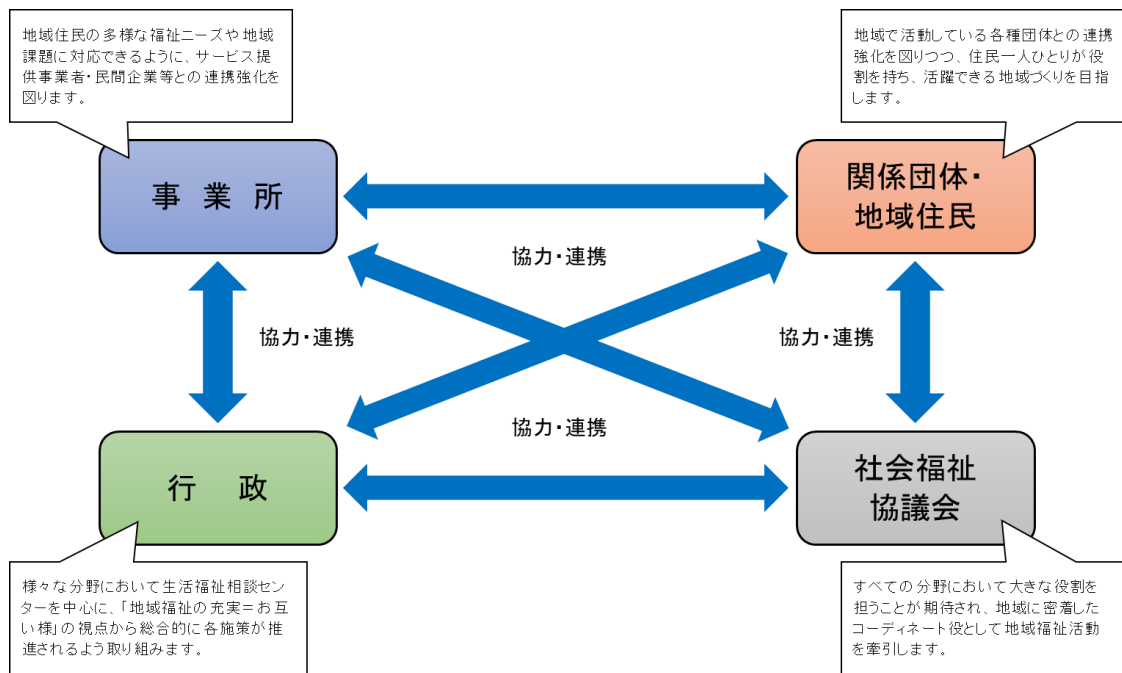 地域住民の多様な福祉ニーズや地域
課題に対応できるように、サービス提
供事業者・民間企業等との連携強化を
図ります。
地域で活動している各種団体との連携
強化を図りつつ、住民一人ひとりが役
割を持ち、活躍できる地域づくりを目指
します。
事業所
関係団体・
地域住民
協力・連携
協力・連携
協力・連携
協力・連携
行政
社会福祉
協議会
様々な分野において生活福祉相談セン
ターを中心に、「地域福祉の充実＝お互
い様」の視点から総合的に各施策が推
進されるよう取り組みます。
すべての分野において大きな役割を
担うことが期待され、地域に密着した
コーディネート役として地域福祉活動
を牽引します。